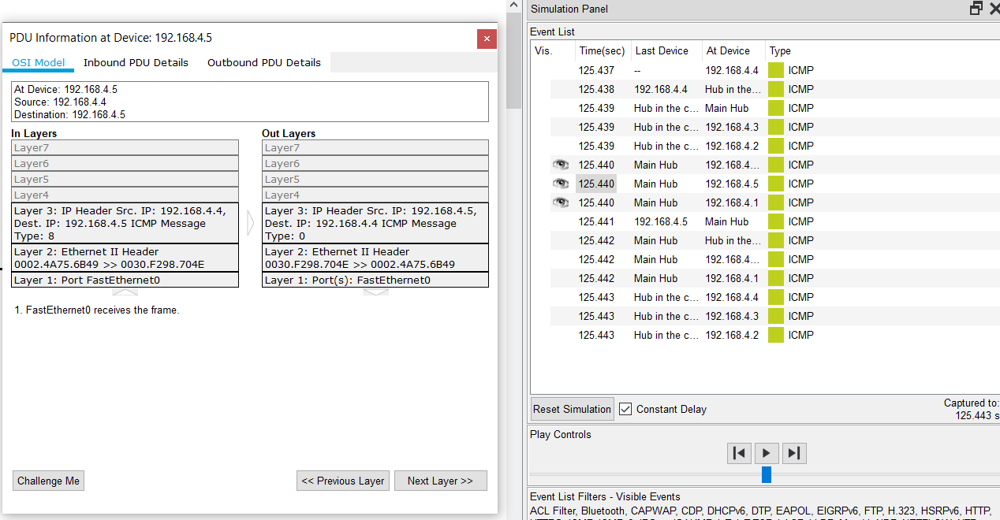 PDU Information at Device: 192.168.4.5
OSI Model Inbound PDU Details Outbound PDU Details
At Device: 192.168.4.5
Source: 192.168.4.4
Destination: 192.168.4.5
In Layers
Layer7
Layer6
Layer5
Layer4
Layer 3: IP Header Src. IP: 192.168.4.4,
Dest. IP: 192.168.4.5 ICMP Message
Type: 8
Layer 2: Ethernet II Header
0002.4A75.6B49 >> 0030.F298.704E
Layer 1: Port FastEthernet0
Out Layers
Layer7
Layer6
Layer5
Layer4
Layer 3: IP Header Src. IP: 192.168.4.5,
Dest. IP: 192.168.4.4 ICMP Message
Type: 0
Layer 2: Ethernet II Header
0030.F298.704E >> 0002.4A75.6B49
Layer 1: Port(s): FastEthernet0
1. FastEthernet0 receives the frame.
Challenge Me << Previous Layer Next Layer >>
Simulation Panel
Event List
Vis. Time(sec) Last Device At Device Type
125.437 -- 192.168.4.4 ICMP
125.438 192.168.4.4 Hub in the... ICMP
125.439 Hub in the c... Main Hub ICMP
125.439 Hub in the c... 192.168.4.3 ICMP
125.439 Hub in the c... 192.168.4.2 ICMP
125.440 Main Hub 192.168.4... ICMP
125.440 Main Hub 192.168.4.5 ICMP
125.440 Main Hub 192.168.4.1 ICMP
125.441 192.168.4.5 Main Hub ICMP
125.442 Main Hub Hub in the... ICMP
125.442 Main Hub 192.168.4... ICMP
125.442 Main Hub 192.168.4.1 ICMP
125.443 Hub in the c... 192.168.4.4 ICMP
125.443 Hub in the c... 192.168.4.3 ICMP
125.443 Hub in the c... 192.168.4.2 ICMP
Reset Simulation Constant Delay
Captured to:
125.443 s
Play Controls
Event List Filters - Visible Events
ACL Filter, Bluetooth, CAPWAP, CDP, DHCPv6, DTP, EAPOL, EIGRPv6, FTP, H.323, HSRPv6, HTTP,